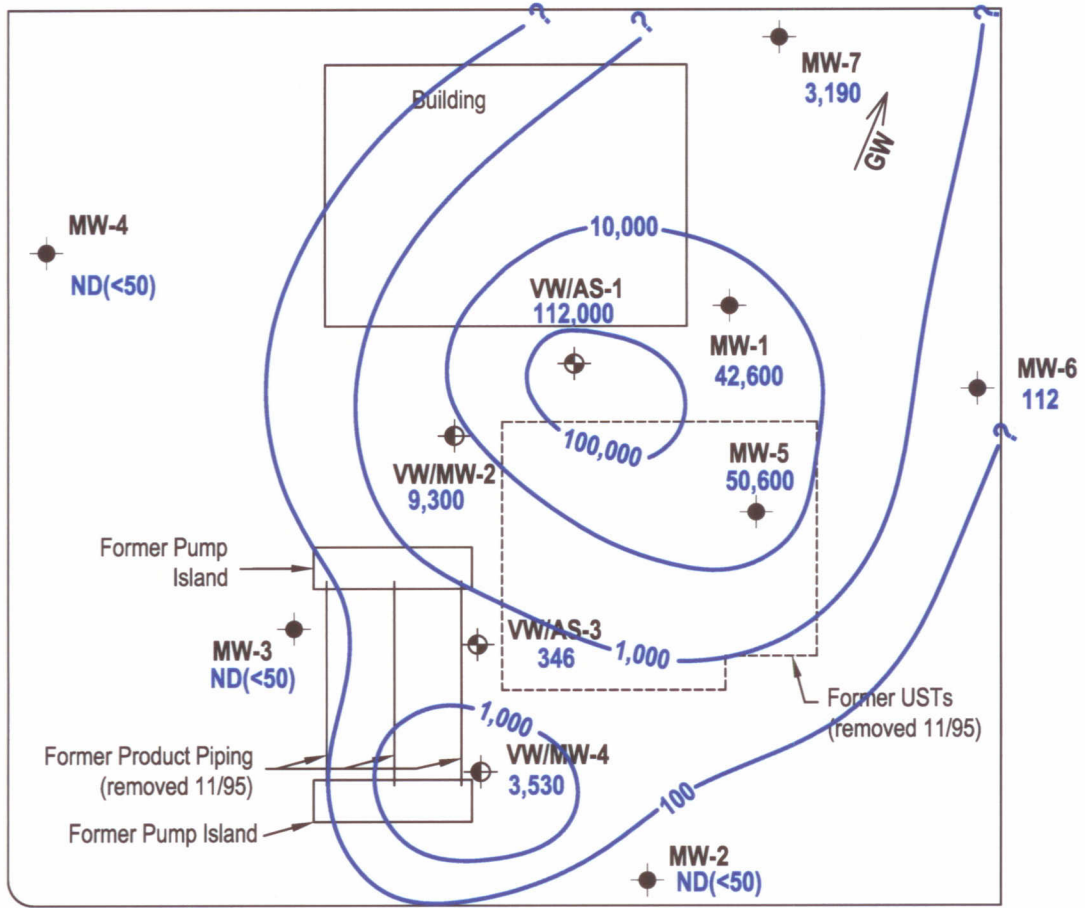 ?
?
?
MW-7
3,190
GW
Building
MW-4
ND(<50)
10,000
VW/AS-1
112,000
MW-1
42,600
MW-6
112
?
100,000
MW-5
50,600
VW/MW-2
9,300
Former Pump
Island
VW/AS-3
346
1,000
MW-3
ND(<50)
Former USTs
(removed 11/95)
1,000
VW/MW-4
3,530
Former Product Piping
(removed 11/95)
100
Former Pump Island
MW-2
ND(<50)